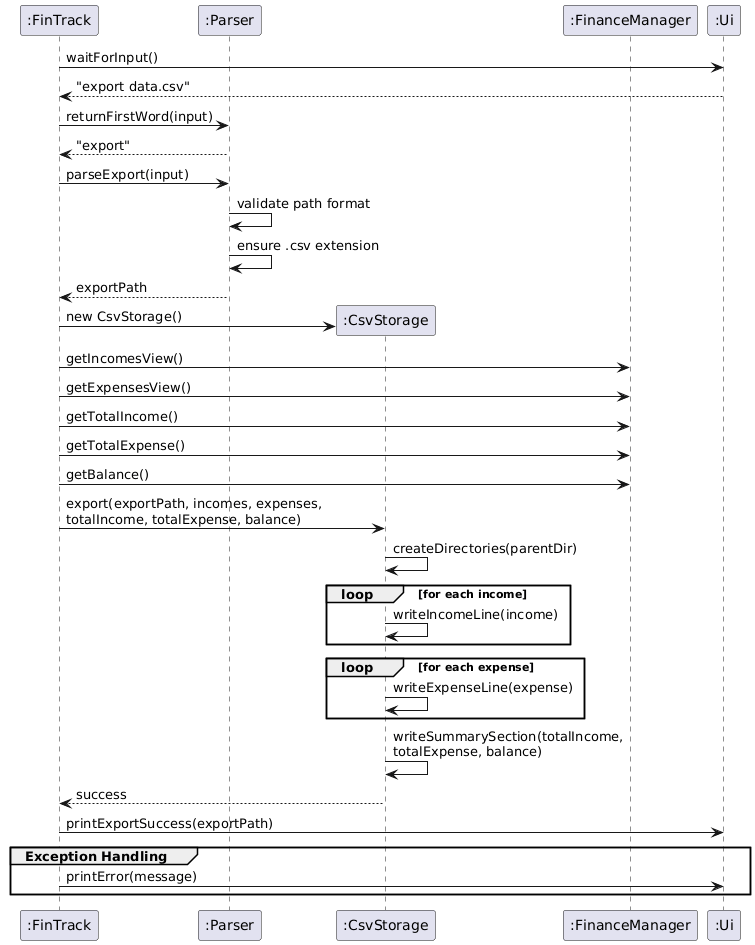 :FinTrack :Parser :FinanceManager :Ui
waitForInput()
"export data.csv"
returnFirstWord(input)
"export"
parseExport(input)
validate path format
ensure .csv extension
exportPath
new CsvStorage() :CsvStorage
getIncomesView()
getExpensesView()
getTotalIncome()
getTotalExpense()
getBalance()
export(exportPath, incomes, expenses,
totalIncome, totalExpense, balance)
createDirectories(parentDir)
loop [for each income]
writeIncomeLine(income)
loop [for each expense]
writeExpenseLine(expense)
writeSummarySection(totalIncome,
totalExpense, balance)
success
printExportSuccess(exportPath)
Exception Handling
printError(message)
:FinTrack :Parser :CsvStorage :FinanceManager :Ui